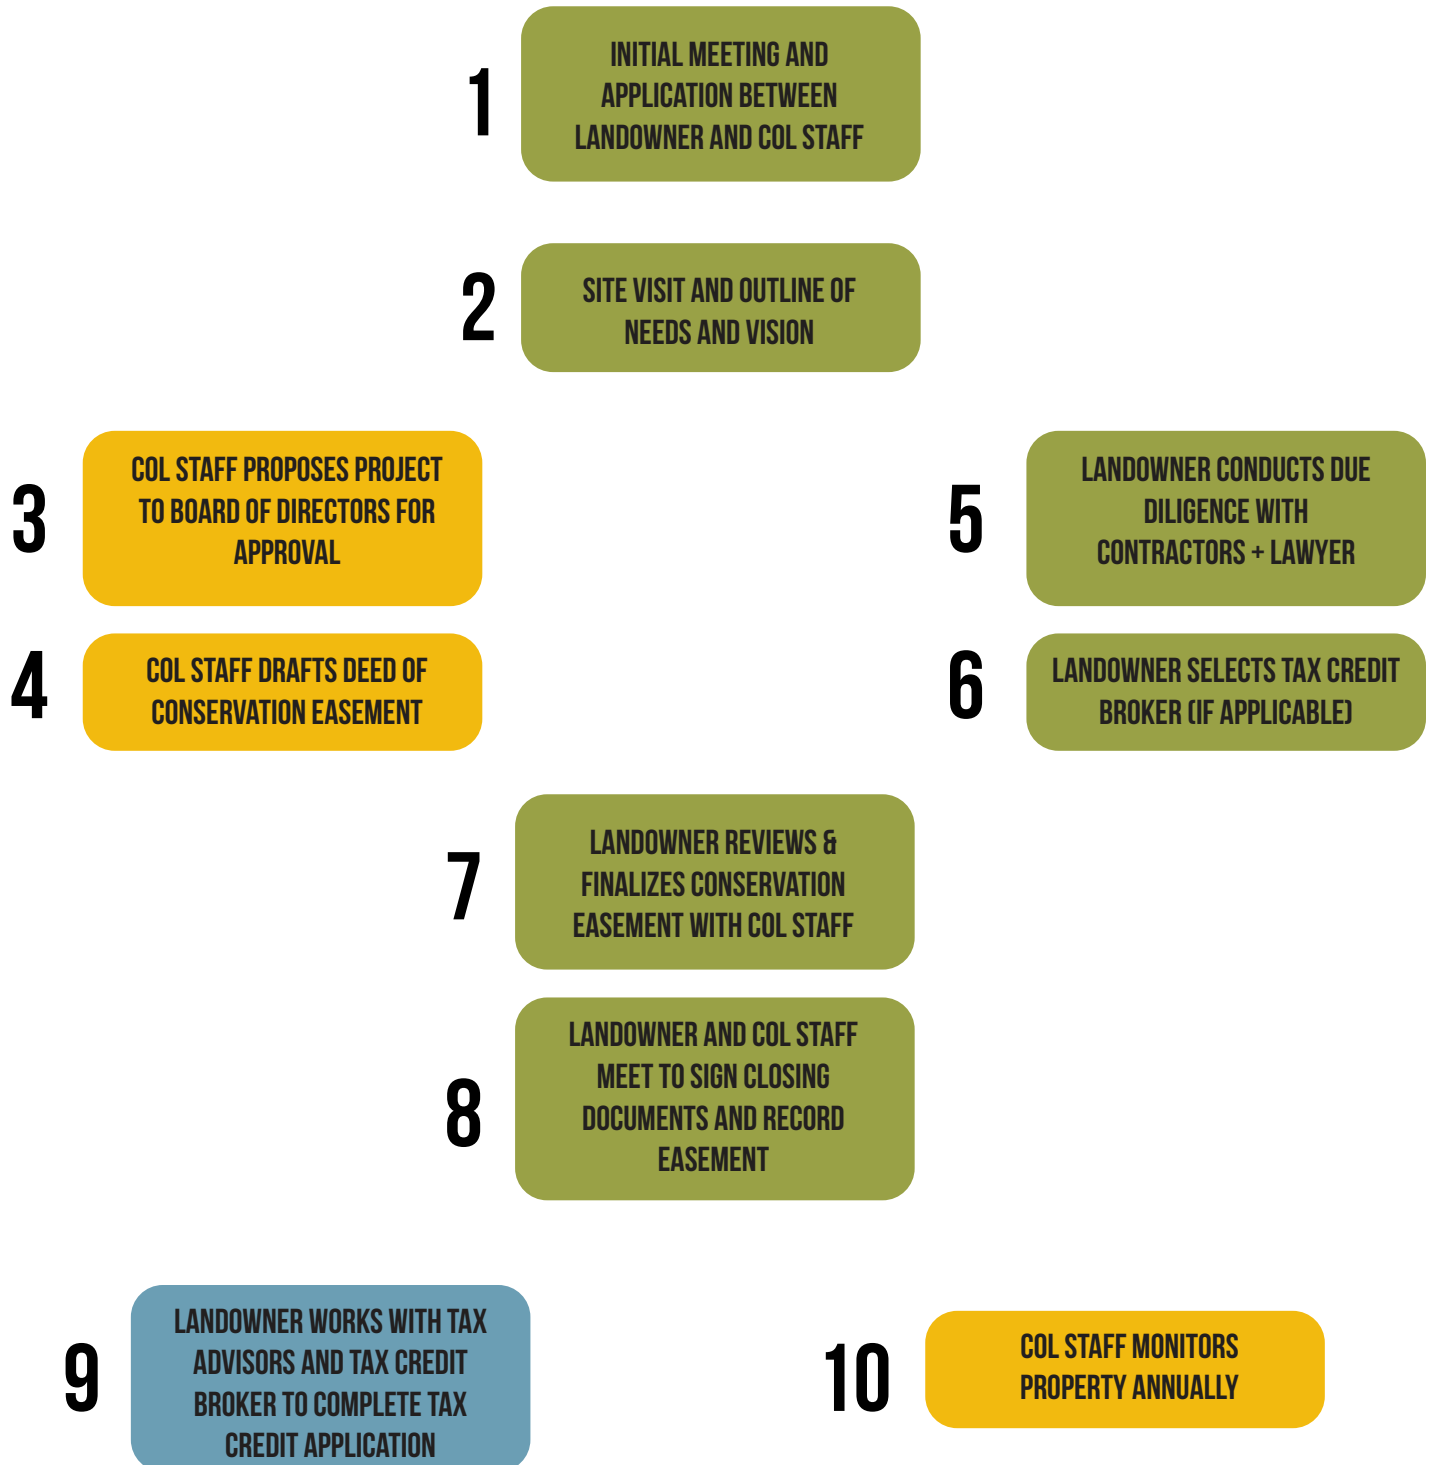 1
INITIAL MEETING AND
APPLICATION BETWEEN
LANDOWNER AND COL STAFF
2
SITE VISIT AND OUTLINE OF
NEEDS AND VISION
3
COL STAFF PROPOSES PROJECT
TO BOARD OF DIRECTORS FOR
APPROVAL
4
COL STAFF DRAFTS DEED OF
CONSERVATION EASEMENT
5
LANDOWNER CONDUCTS DUE
DILIGENCE WITH
CONTRACTORS + LAWYER
6
LANDOWNER SELECTS TAX CREDIT
BROKER (IF APPLICABLE)
7
LANDOWNER REVIEWS &
FINALIZES CONSERVATION
EASEMENT WITH COL STAFF
8
LANDOWNER AND COL STAFF
MEET TO SIGN CLOSING
DOCUMENTS AND RECORD
EASEMENT
9
LANDOWNER WORKS WITH TAX
ADVISORS AND TAX CREDIT
BROKER TO COMPLETE TAX
CREDIT APPLICATION
10
COL STAFF MONITORS
PROPERTY ANNUALLY